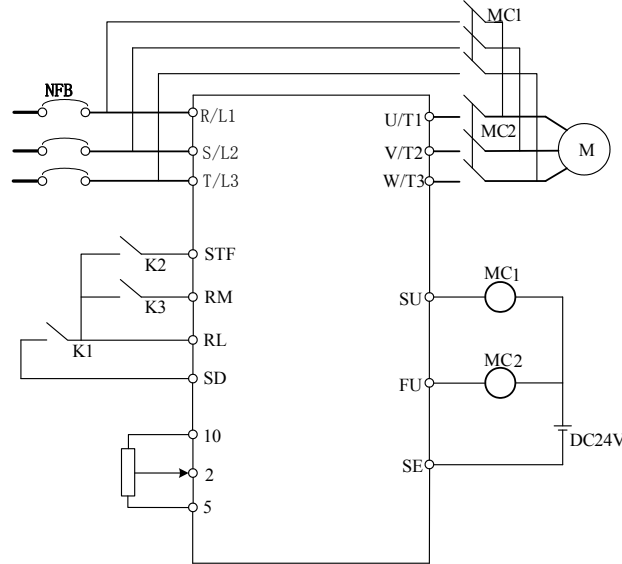 MC1
NFB
R/L1
U/T1
MC2
S/L2
V/T2
M
T/L3
W/T3
STF
K2
MC1
RM
SU
K3
RL
K1
MC2
SD
FU
10
DC24V
2
SE
5